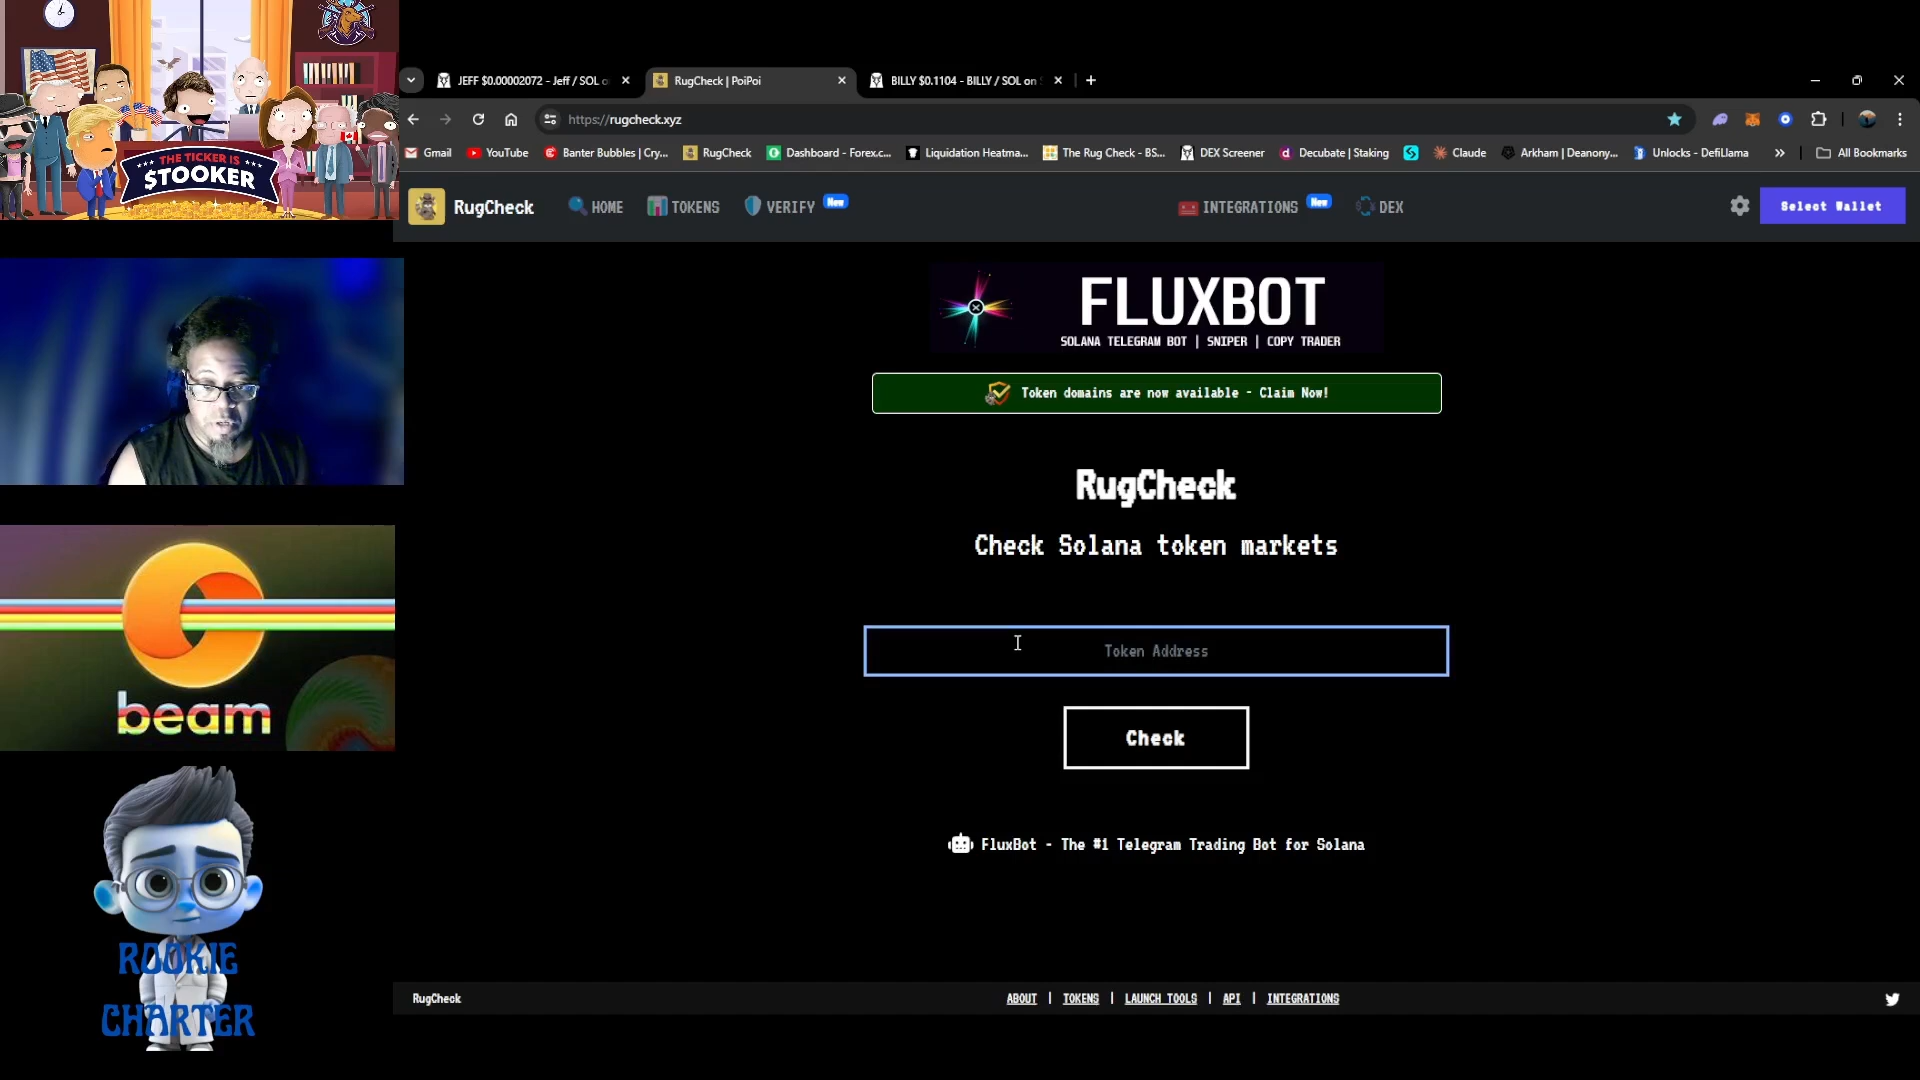 THE TICKER IS
$TOOKER
beam
ROOKIE
CHARTER
JEFF $0.00002072 - Jeff / SOL o
RugCheck | PoiPoi
BILLY $0.1104 - BILLY / SOL on
https://rugcheck.xyz
Gmail
YouTube
Banter Bubbles | Cry...
RugCheck
Dashboard - Forex.c...
Liquidation Heatma...
The Rug Check - BS...
DEX Screener
Decubate | Staking
Claude
Arkham | Deanony...
Unlocks - DefiLlama
All Bookmarks
RugCheck
HOME
TOKENS
VERIFY New
INTEGRATIONS New
DEX
Select Wallet
FLUXBOT
SOLANA TELEGRAM BOT | SNIPER | COPY TRADER
Token domains are now available - Claim Now!
RugCheck
Check Solana token markets
Token Address
Check
FluxBot - The #1 Telegram Trading Bot for Solana
RugCheck
ABOUT | TOKENS | LAUNCH TOOLS | API | INTEGRATIONS